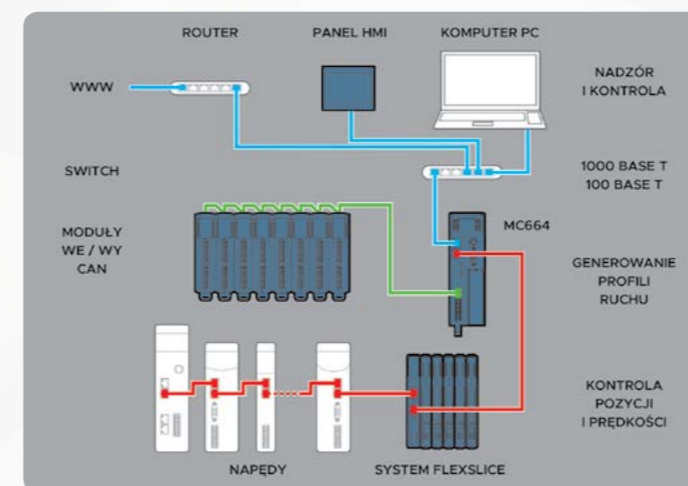 ROUTER
PANEL HMI
KOMPUTER PC
WWW
NADZÓR
I KONTROLA
SWITCH
1000 BASE T
100 BASE T
MODUŁY
WE / WY
CAN
MC664
GENEROWANIE
PROFILI
RUCHU
KONTROLA
POZYCJI
I PRĘDKOŚCI
NAPĘDY
SYSTEM FLEXSLICE